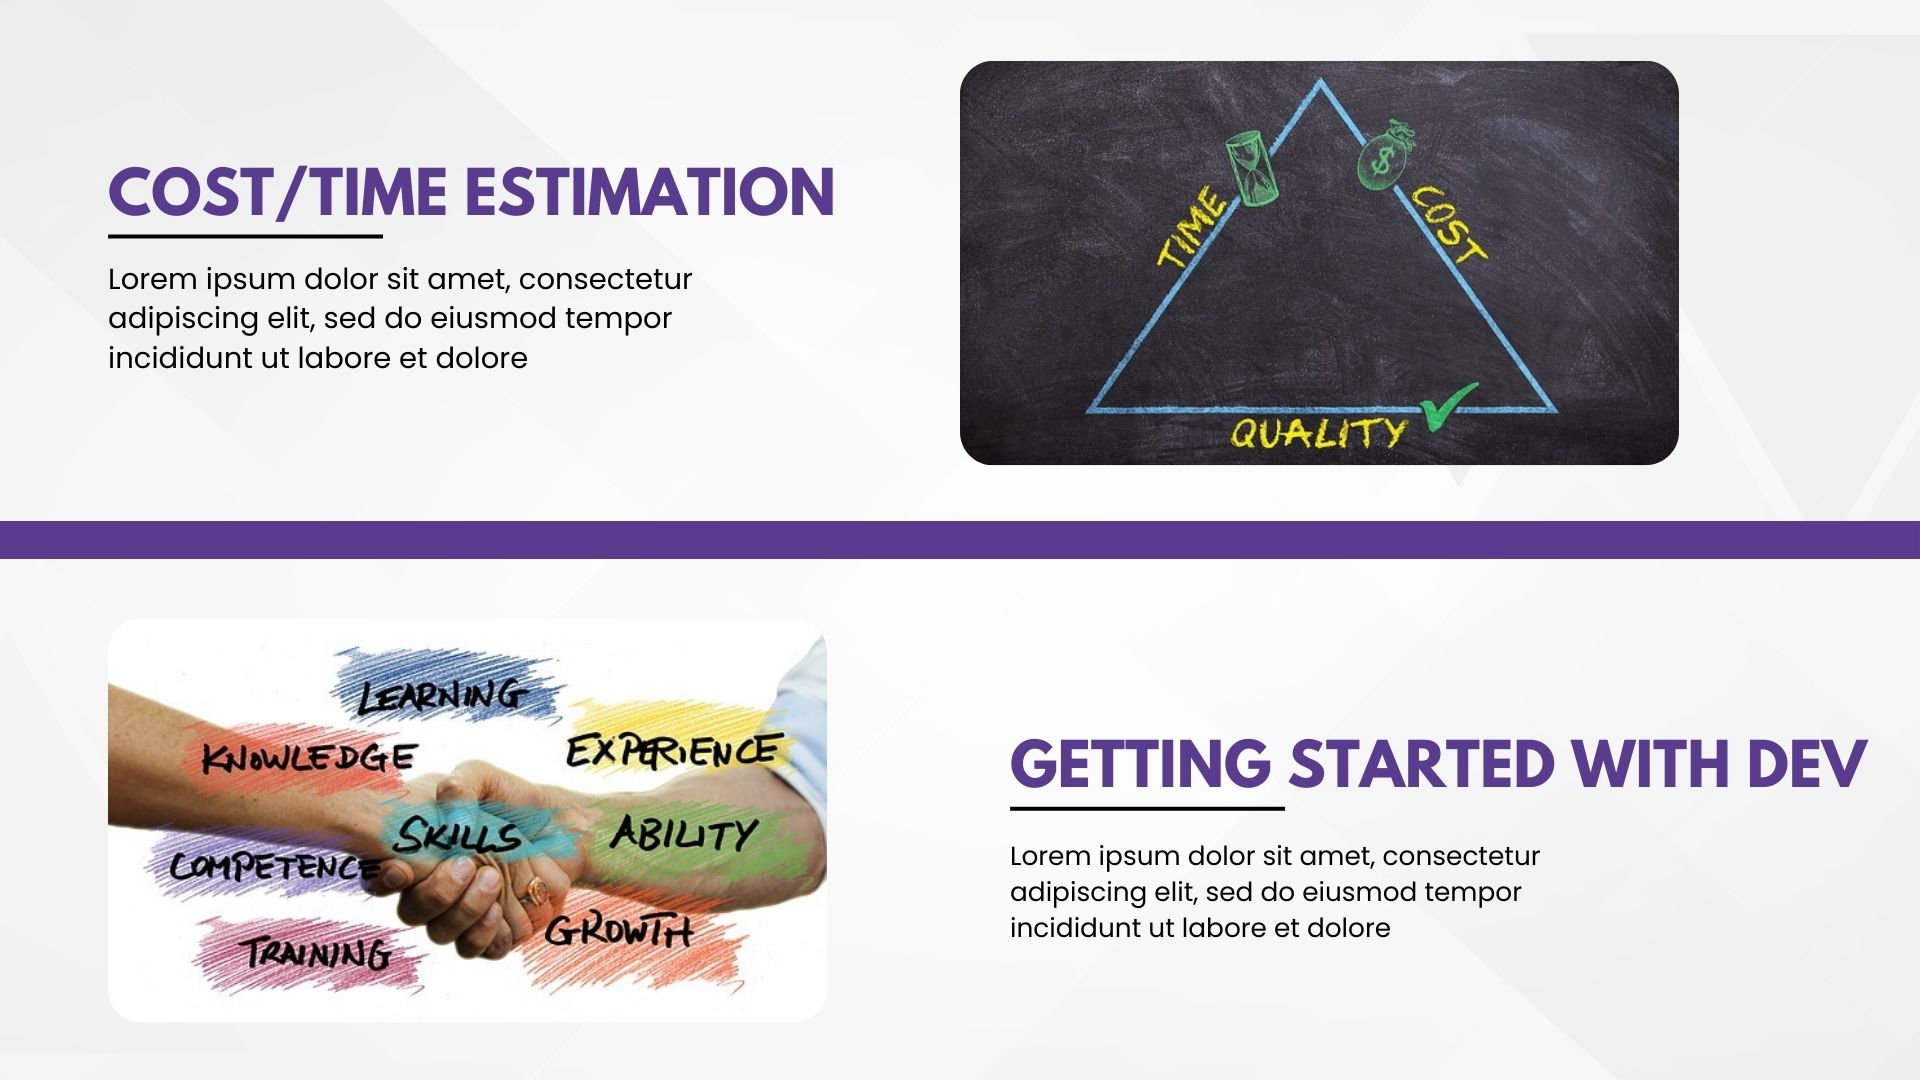 COST/TIME ESTIMATION
Lorem ipsum dolor sit amet, consectetur
adipiscing elit, sed do eiusmod tempor
incididunt ut labore et dolore
TIME
COST
QUALITY
LEARNING
KNOWLEDGE
EXPERIENCE
SKILLS
ABILITY
COMPETENCE
GROWTH
TRAINING
GETTING STARTED WITH DEV
Lorem ipsum dolor sit amet, consectetur
adipiscing elit, sed do eiusmod tempor
incididunt ut labore et dolore